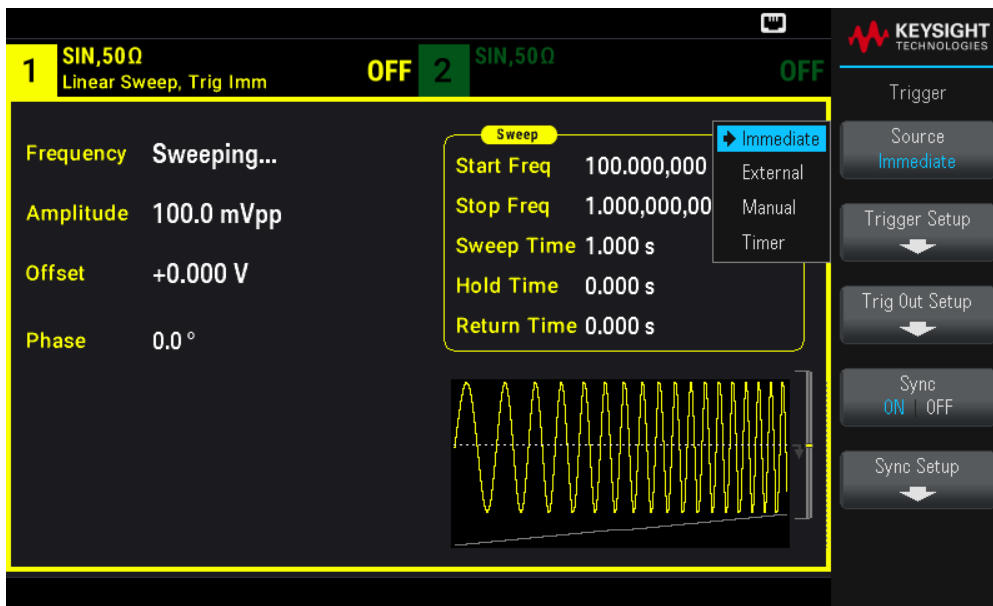 1
SIN,50Ω
Linear Sweep, Trig Imm
OFF
2
SIN,50Ω
OFF
Frequency Sweeping...
Amplitude 100.0 mVpp
Offset +0.000 V
Phase 0.0 °
Sweep
Start Freq 100.000,000
Stop Freq 1.000,000,00
Sweep Time 1.000 s
Hold Time 0.000 s
Return Time 0.000 s
Immediate
External
Manual
Timer
KEYSIGHT
TECHNOLOGIES
Trigger
Source
Immediate
Trigger Setup
Trig Out Setup
Sync
ON | OFF
Sync Setup